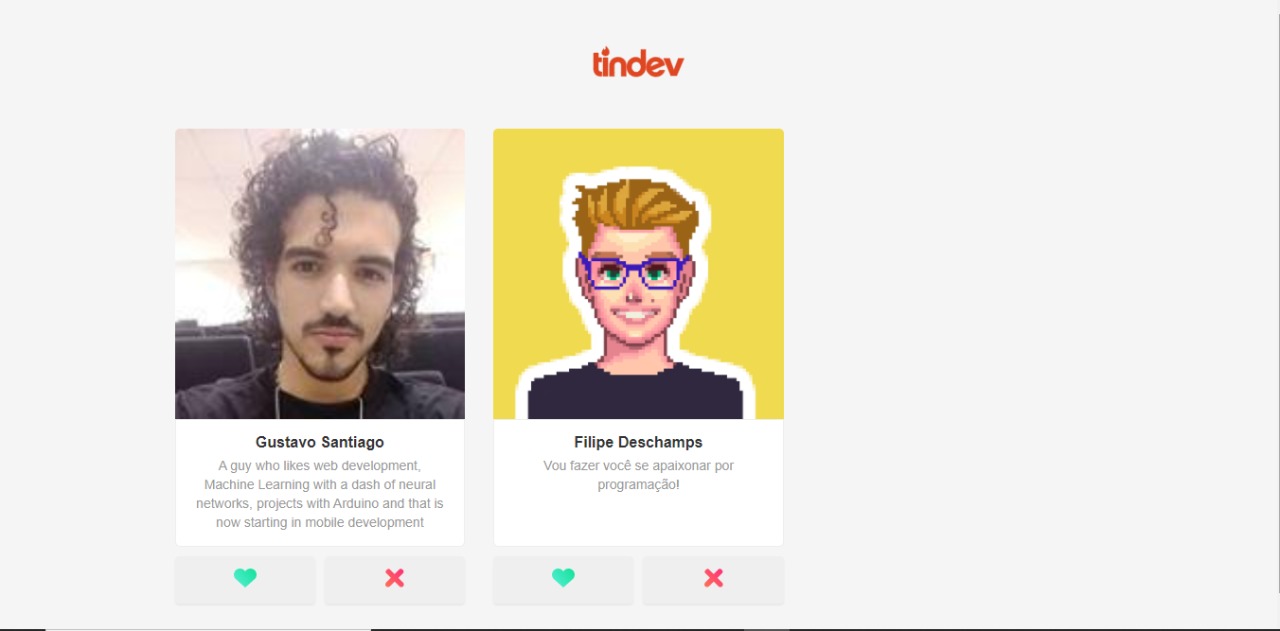 tindev
Gustavo Santiago
A guy who likes web development,
Machine Learning with a dash of neural
networks, projects with Arduino and that is
now starting in mobile development
Filipe Deschamps
Vou fazer você se apaixonar por
programação!